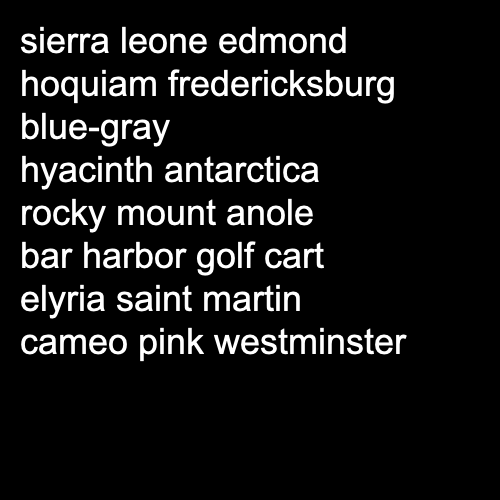 sierra leone edmond
hoquiam fredericksburg
blue-gray
hyacinth antarctica
rocky mount anole
bar harbor golf cart
elyria saint martin
cameo pink westminster